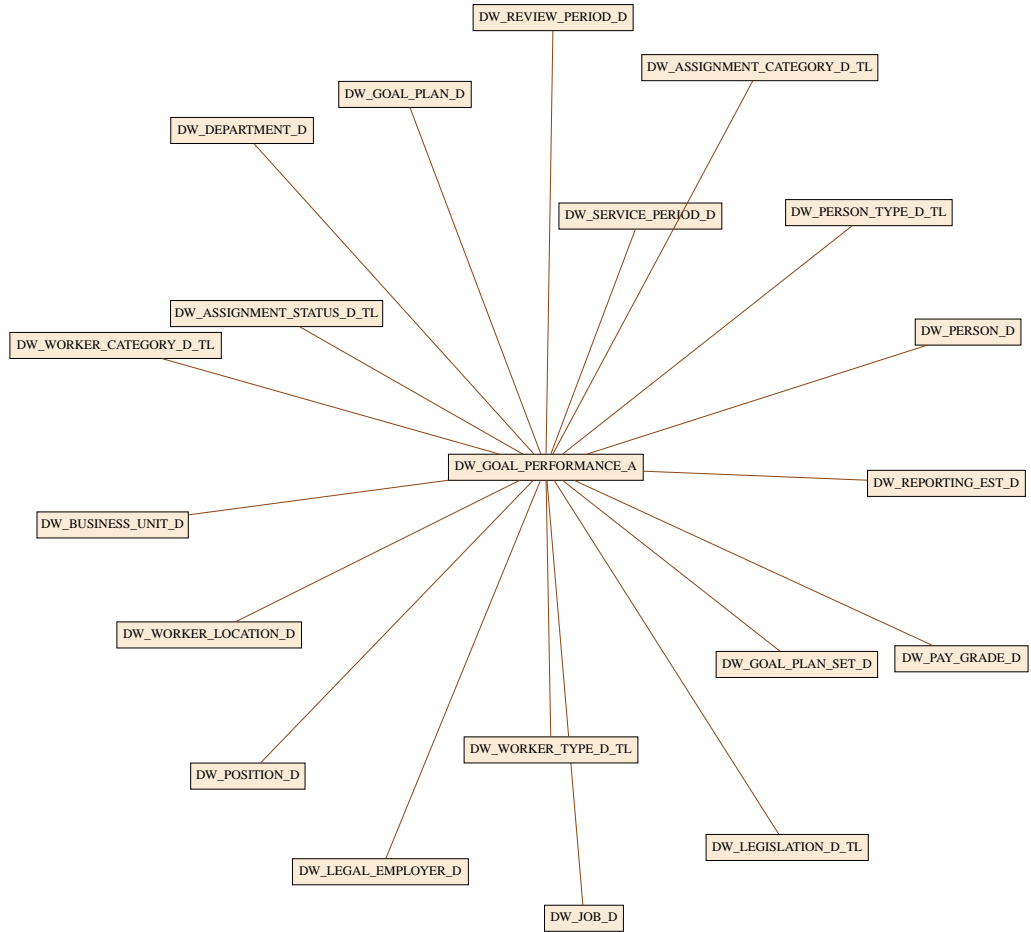 DW_REVIEW_PERIOD_D
DW_ASSIGNMENT_CATEGORY_D_TL
DW_GOAL_PLAN_D
DW_DEPARTMENT_D
DW_SERVICE_PERIOD_D
DW_PERSON_TYPE_D_TL
DW_ASSIGNMENT_STATUS_D_TL
DW_PERSON_D
DW_WORKER_CATEGORY_D_TL
DW_GOAL_PERFORMANCE_A
DW_REPORTING_EST_D
DW_BUSINESS_UNIT_D
DW_WORKER_LOCATION_D
DW_PAY_GRADE_D
DW_GOAL_PLAN_SET_D
DW_WORKER_TYPE_D_TL
DW_POSITION_D
DW_LEGISLATION_D_TL
DW_LEGAL_EMPLOYER_D
DW_JOB_D